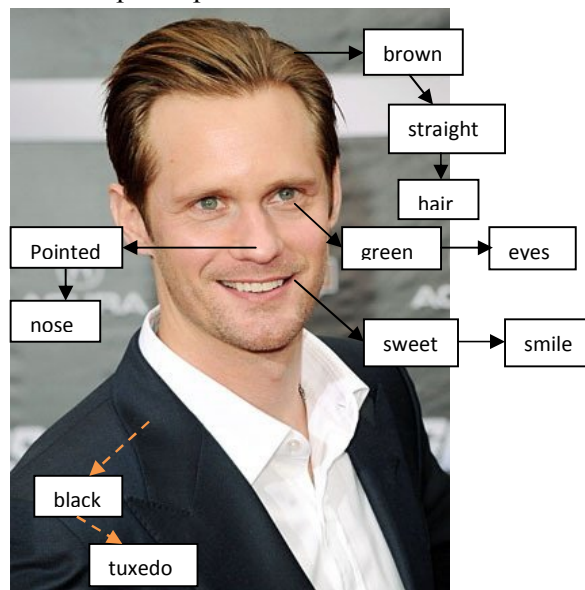 brown
straight
hair
Pointed
green
eyes
nose
sweet
smile
black
tuxedo